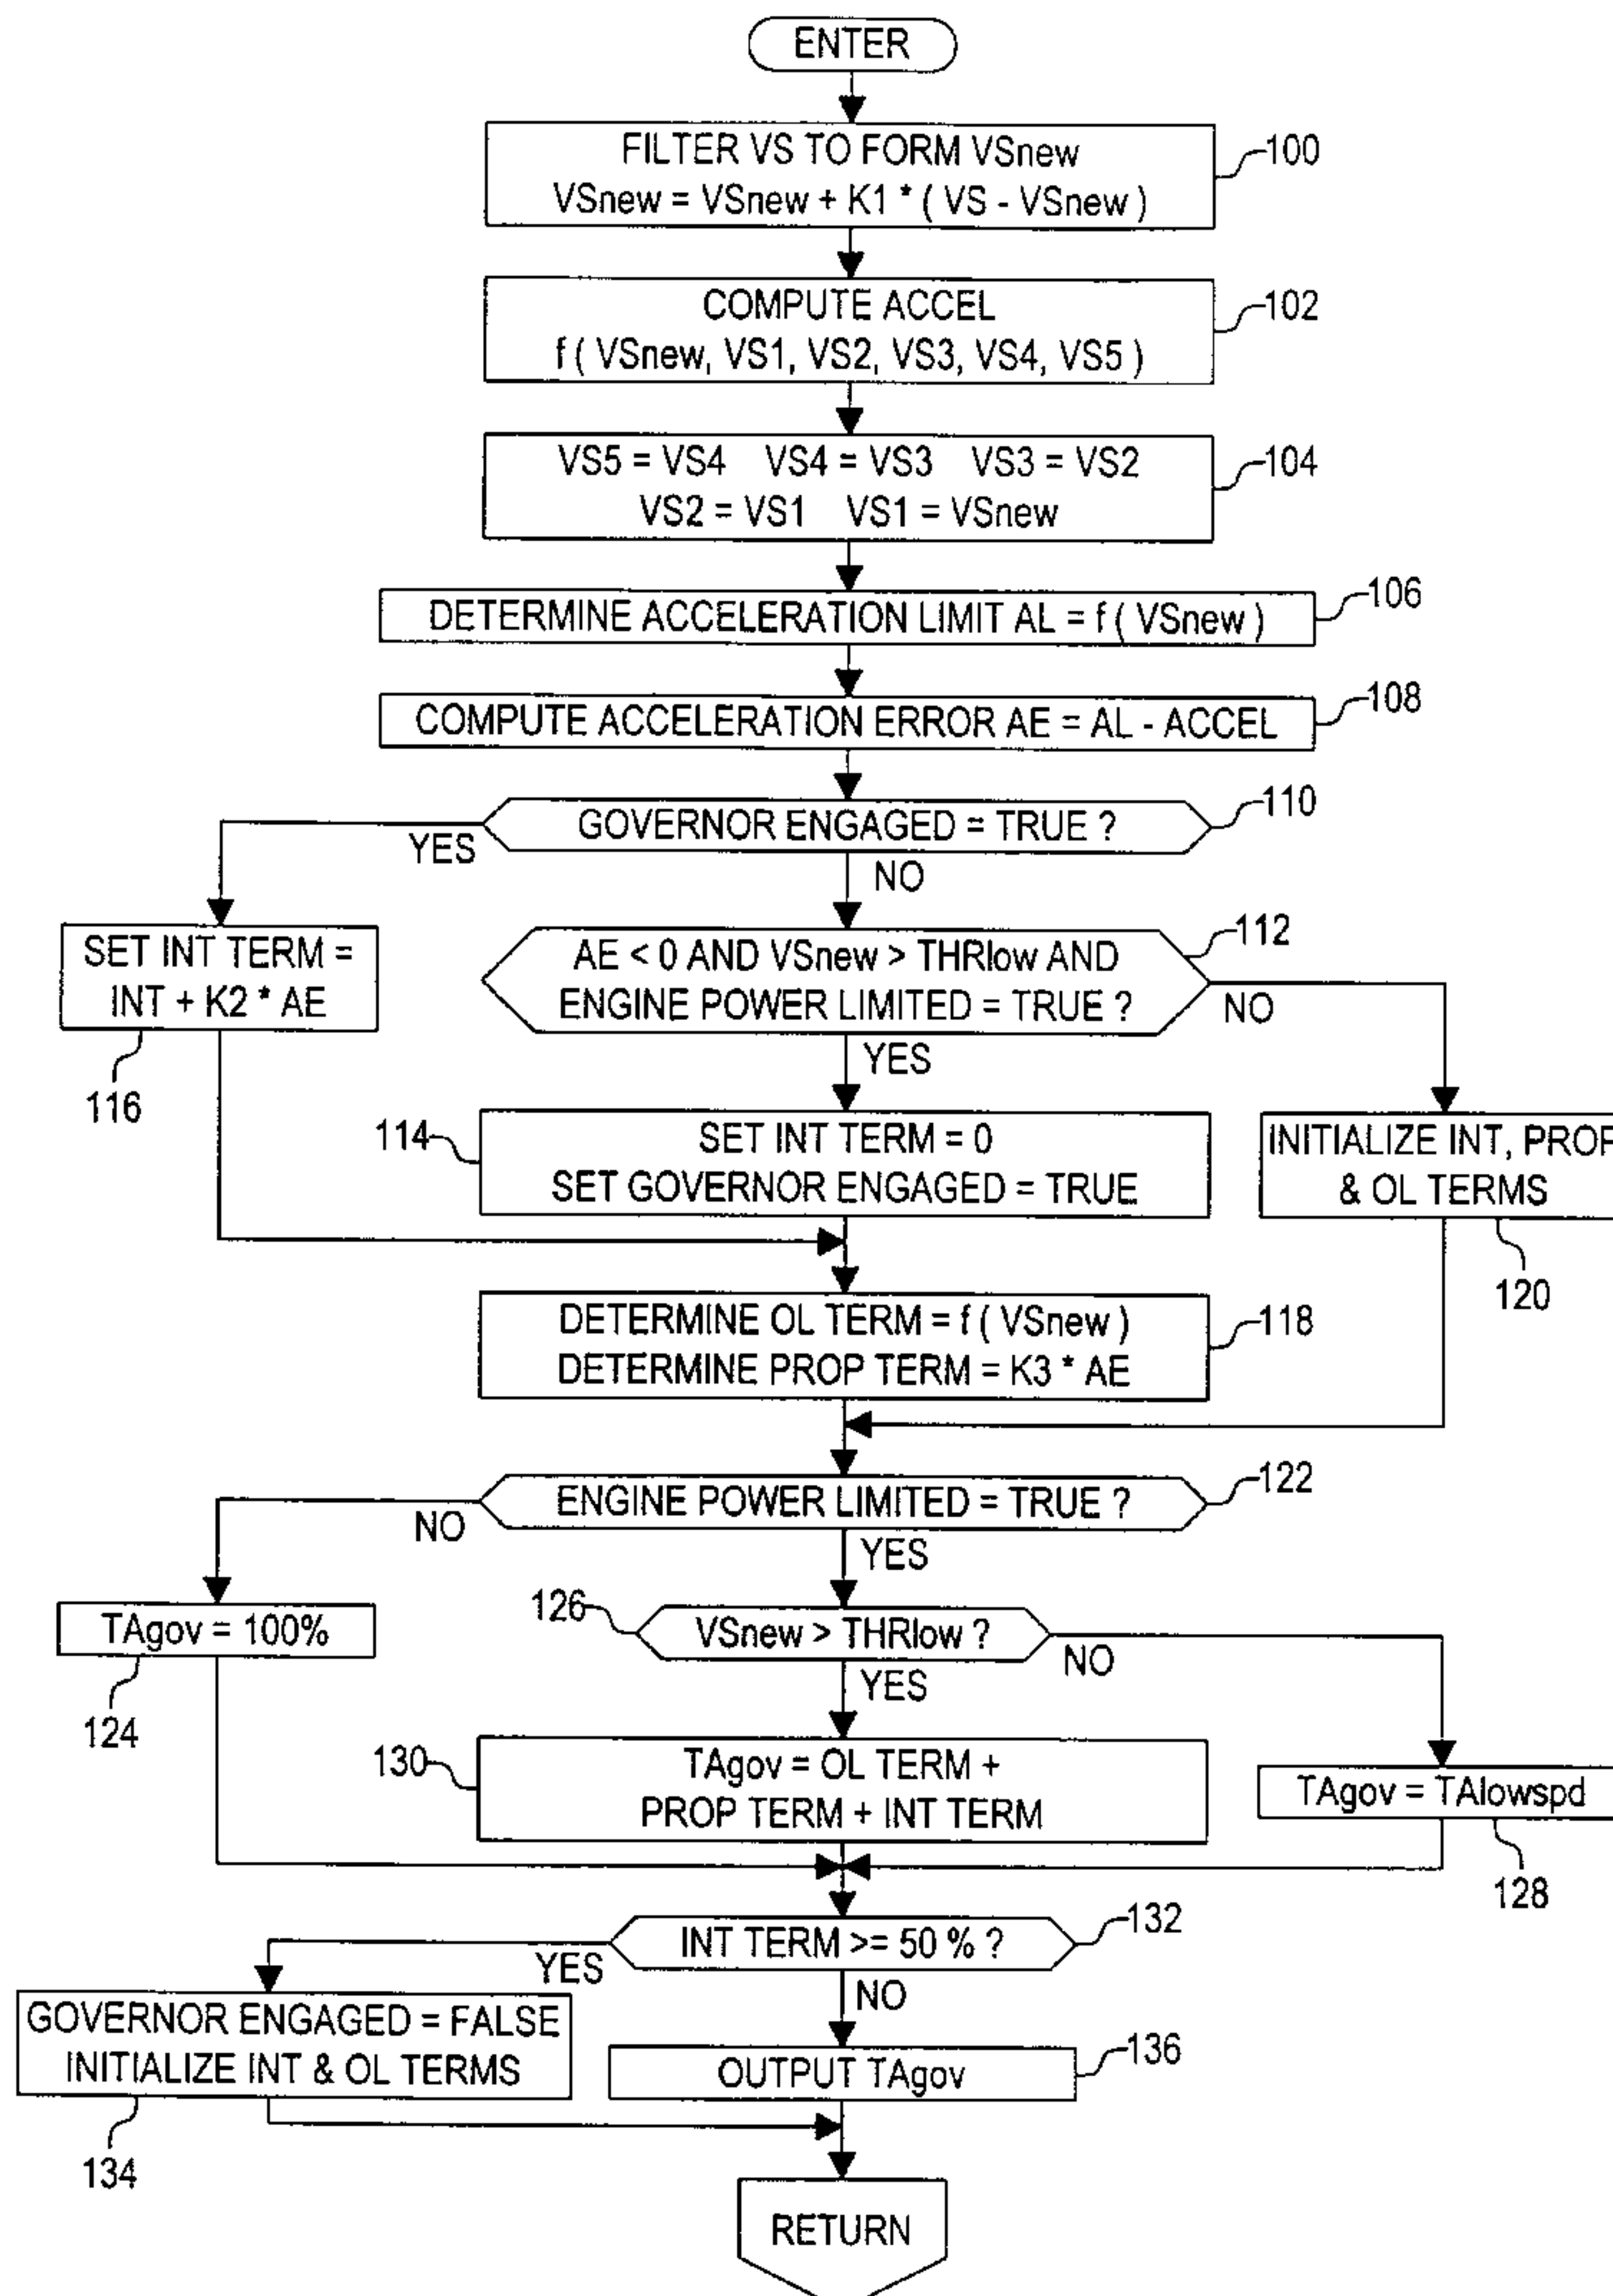 ENTER
FILTER VS TO FORM VSnew
VSnew = VSnew + K1 * ( VS - VSnew )
100
COMPUTE ACCEL
f ( VSnew, VS1, VS2, VS3, VS4, VS5 )
102
VS5 = VS4 VS4 = VS3 VS3 = VS2
VS2 = VS1 VS1 = VSnew
104
DETERMINE ACCELERATION LIMIT AL = f ( VSnew )
106
COMPUTE ACCELERATION ERROR AE = AL - ACCEL
108
GOVERNOR ENGAGED = TRUE ?
110
YES
NO
SET INT TERM =
INT + K2 * AE
116
AE < 0 AND VSnew > THRlow AND
ENGINE POWER LIMITED = TRUE ?
112
NO
YES
114
SET INT TERM = 0
SET GOVERNOR ENGAGED = TRUE
INITIALIZE INT, PROP
& OL TERMS
120
DETERMINE OL TERM = f ( VSnew )
DETERMINE PROP TERM = K3 * AE
118
ENGINE POWER LIMITED = TRUE ?
122
NO
YES
TAgov = 100%
124
126
VSnew > THRlow ?
NO
YES
130
TAgov = OL TERM +
PROP TERM + INT TERM
TAgov = TAlowspd
128
INT TERM >= 50 % ?
132
YES
NO
GOVERNOR ENGAGED = FALSE
INITIALIZE INT & OL TERMS
134
OUTPUT TAgov
136
RETURN